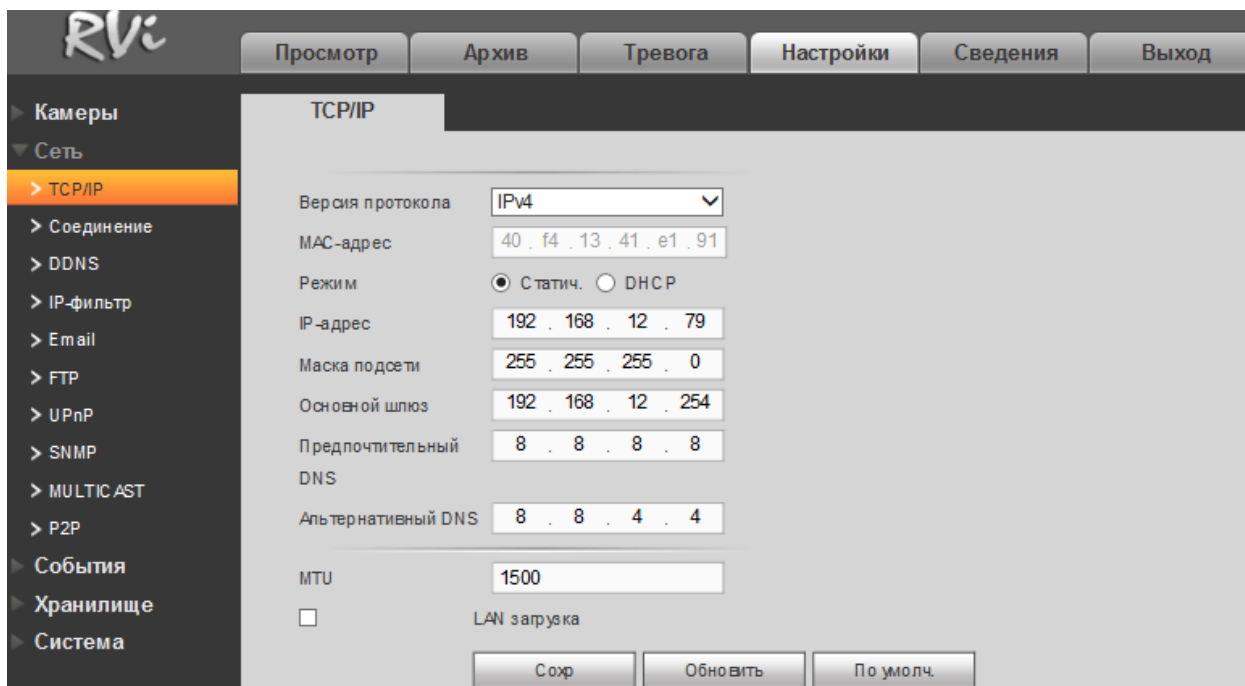 RVi
Просмотр Архив Тревога Настройки Сведения Выход
Камеры
Сеть
> TCP/IP
> Соединение
> DDNS
> IP-фильтр
> Email
> FTP
> UPnP
> SNMP
> MULTICAST
> P2P
События
Хранилище
Система
TCP/IP
Версия протокола IPv4
MAC-адрес 40 . f4 . 13 . 41 . e1 . 91
Режим Статич. DHCP
IP-адрес 192 . 168 . 12 . 79
Маска подсети 255 . 255 . 255 . 0
Основной шлюз 192 . 168 . 12 . 254
Предпочтительный 8 . 8 . 8 . 8
DNS
Альтернативный DNS 8 . 8 . 4 . 4
MTU 1500
LAN загрузка
Сохр Обновить По умолч.